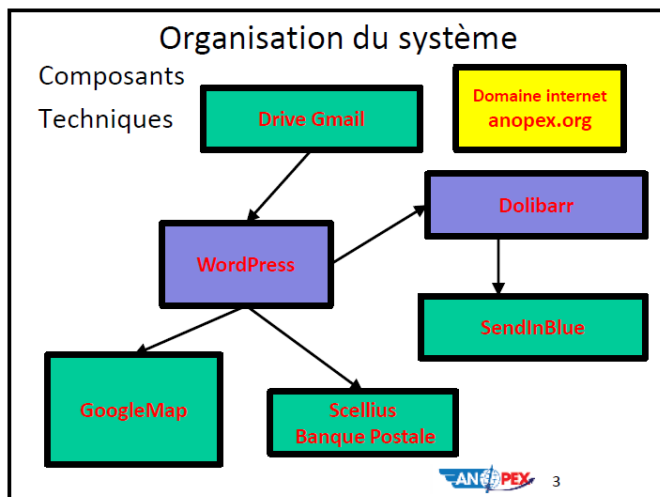 Organisation du système
Composants
Techniques
Drive Gmail
Domaine internet
anopex.org
Dolibarr
WordPress
SendInBlue
GoogleMap
Scellius
Banque Postale
ANOPEX
3